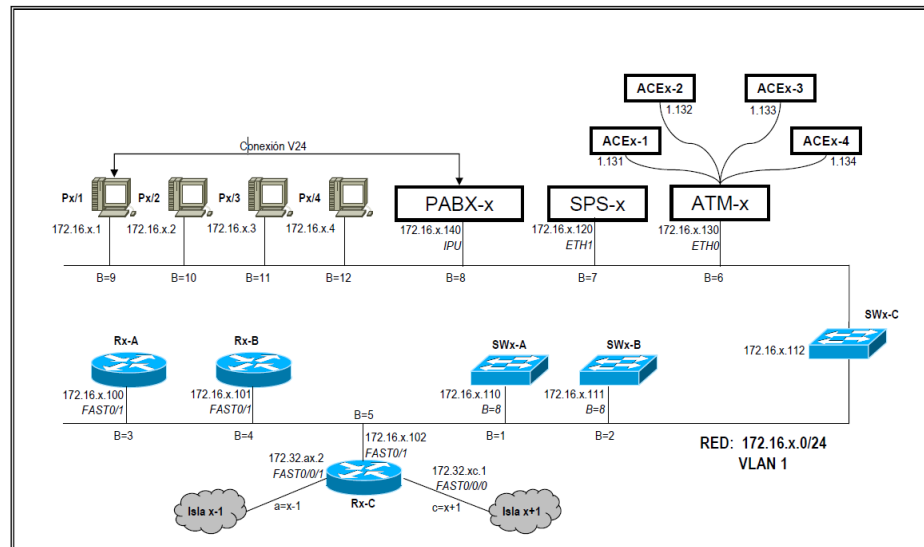 ACEx-2
1.132
ACEx-3
1.133
ACEx-1
1.131
ACEx-4
1.134
Conexión V24
Px/1
172.16.x.1
Px/2
172.16.x.2
Px/3
172.16.x.3
Px/4
172.16.x.4
PABX-x
172.16.x.140
IPU
SPS-x
172.16.x.120
ETH1
ATM-x
172.16.x.130
ETH0
B=9
B=10
B=11
B=12
B=8
B=7
B=6
SWx-C
172.16.x.112
Rx-A
172.16.x.100
FAST0/1
Rx-B
172.16.x.101
FAST0/1
SWx-A
172.16.x.110
B=8
SWx-B
172.16.x.111
B=8
B=3
B=4
B=5
B=1
B=2
172.16.x.102
FAST0/1
172.32.ax.2
FAST0/0/1
172.32.xc.1
FAST0/0/0
Rx-C
Isla x-1
a=x-1
c=x+1
Isla x+1
RED: 172.16.x.0/24
VLAN 1